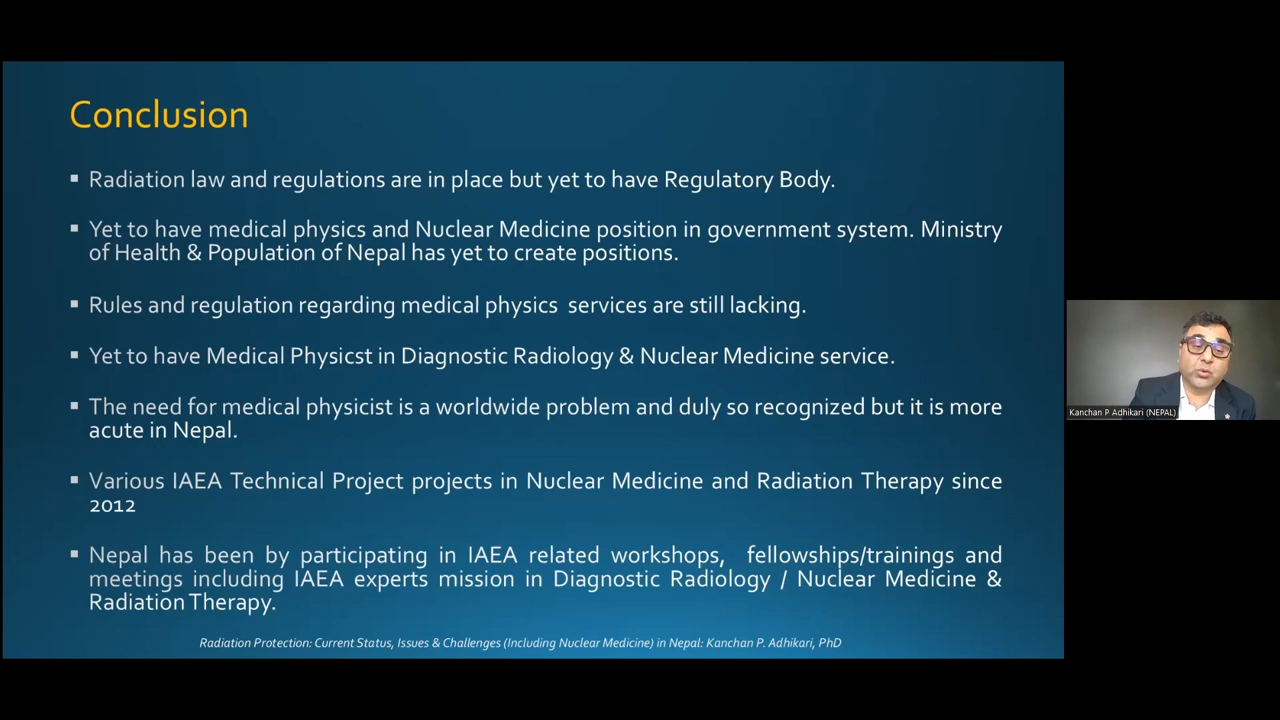 Conclusion
▪ Radiation law and regulations are in place but yet to have Regulatory Body.
▪ Yet to have medical physics and Nuclear Medicine position in government system. Ministry
of Health & Population of Nepal has yet to create positions.
▪ Rules and regulation regarding medical physics services are still lacking.
▪ Yet to have Medical Physicst in Diagnostic Radiology & Nuclear Medicine service.
▪ The need for medical physicist is a worldwide problem and duly so recognized but it is more
acute in Nepal.
▪ Various IAEA Technical Project projects in Nuclear Medicine and Radiation Therapy since
2012
▪ Nepal has been by participating in IAEA related workshops, fellowships/trainings and
meetings including IAEA experts mission in Diagnostic Radiology / Nuclear Medicine &
Radiation Therapy.
Radiation Protection: Current Status, Issues & Challenges (Including Nuclear Medicine) in Nepal: Kanchan P. Adhikari, PhD
Kanchan P Adhikari (NEPAL)